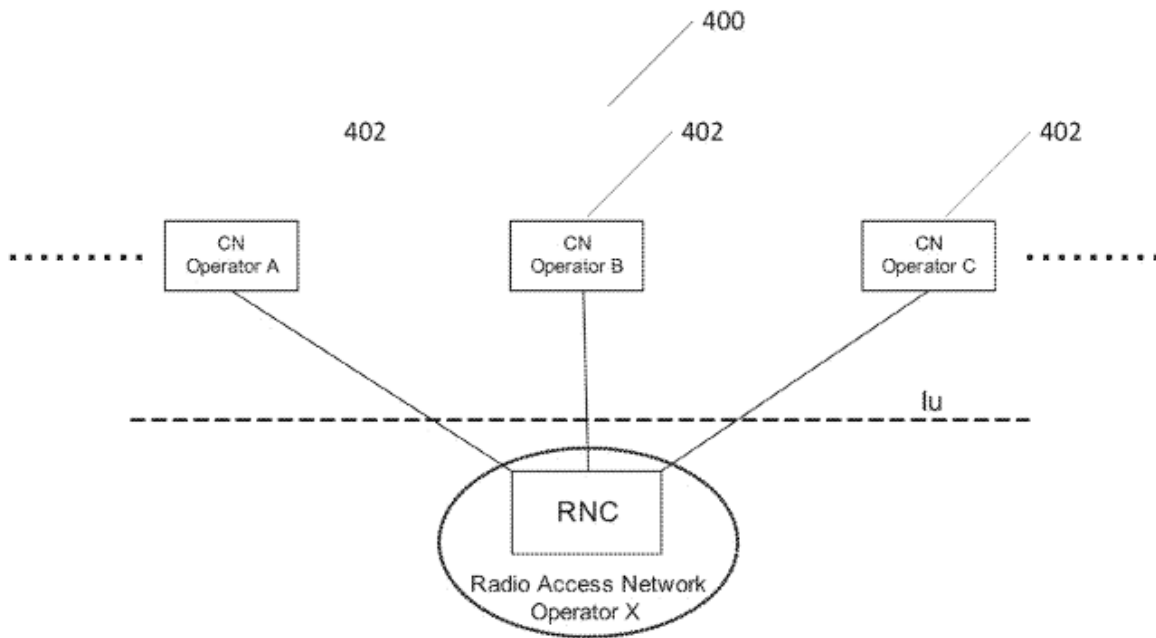 400
402
402
402
CN
Operator A
CN
Operator B
CN
Operator C
Iu
RNC
Radio Access Network
Operator X